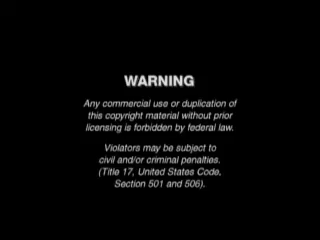 WARNING
Any commercial use or duplication of
this copyright material without prior
licensing is forbidden by federal law.
Violators may be subject to
civil and/or criminal penalties.
(Title 17, United States Code,
Section 501 and 506).